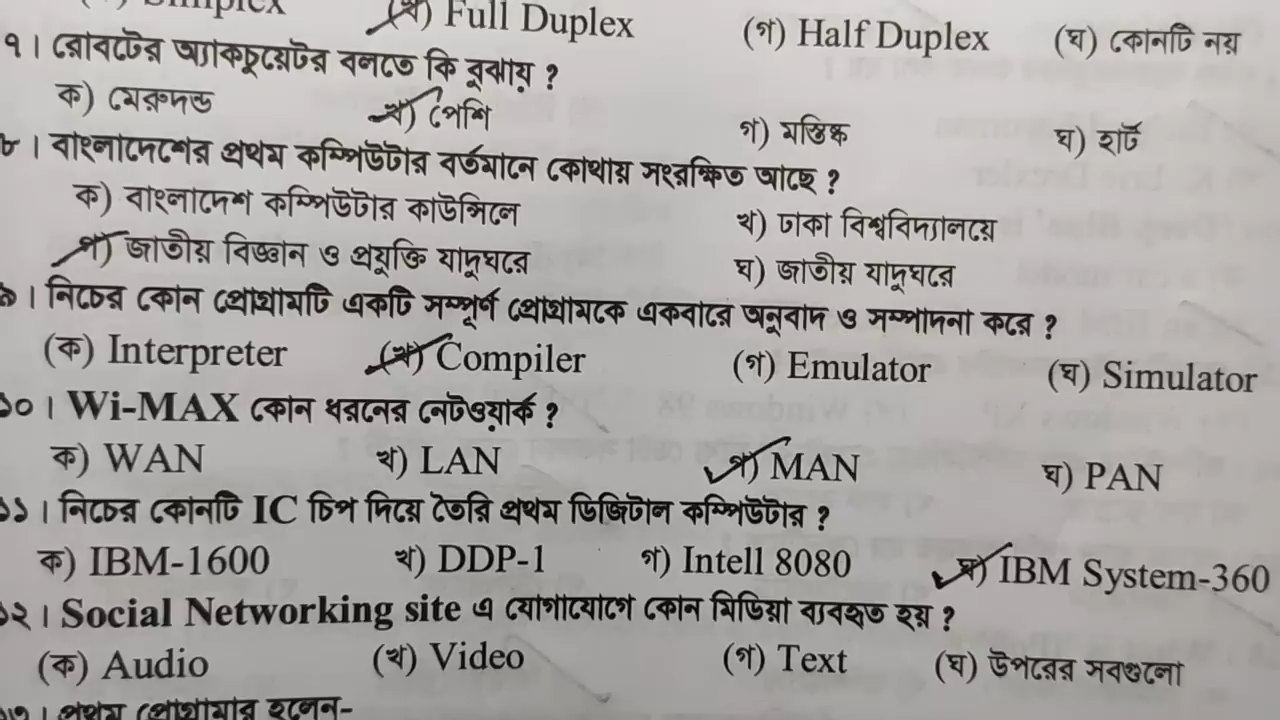 Simplex (খ) Full Duplex (গ) Half Duplex (ঘ) কোনটি নয়
৭। রোবটের অ্যাকচুয়েটর বলতে কি বুঝায় ?
ক) মেরুদন্ড খ) পেশি গ) মস্তিষ্ক ঘ) হার্ট
৮। বাংলাদেশের প্রথম কম্পিউটার বর্তমানে কোথায় সংরক্ষিত আছে ?
ক) বাংলাদেশ কম্পিউটার কাউন্সিলে খ) ঢাকা বিশ্ববিদ্যালয়ে
গ) জাতীয় বিজ্ঞান ও প্রযুক্তি যাদুঘরে ঘ) জাতীয় যাদুঘরে
৯। নিচের কোন প্রোগ্রামটি একটি সম্পূর্ণ প্রোগ্রামকে একবারে অনুবাদ ও সম্পাদনা করে ?
(ক) Interpreter (খ) Compiler (গ) Emulator (ঘ) Simulator
১০। Wi-MAX কোন ধরনের নেটওয়ার্ক ?
ক) WAN খ) LAN গ) MAN ঘ) PAN
১১। নিচের কোনটি IC চিপ দিয়ে তৈরি প্রথম ডিজিটাল কম্পিউটার ?
ক) IBM-1600 খ) DDP-1 গ) Intell 8080 ঘ) IBM System-360
১২। Social Networking site এ যোগাযোগে কোন মিডিয়া ব্যবহৃত হয় ?
(ক) Audio (খ) Video (গ) Text (ঘ) উপরের সবগুলো
১৩। প্রথম প্রোগ্রামার হলেন-